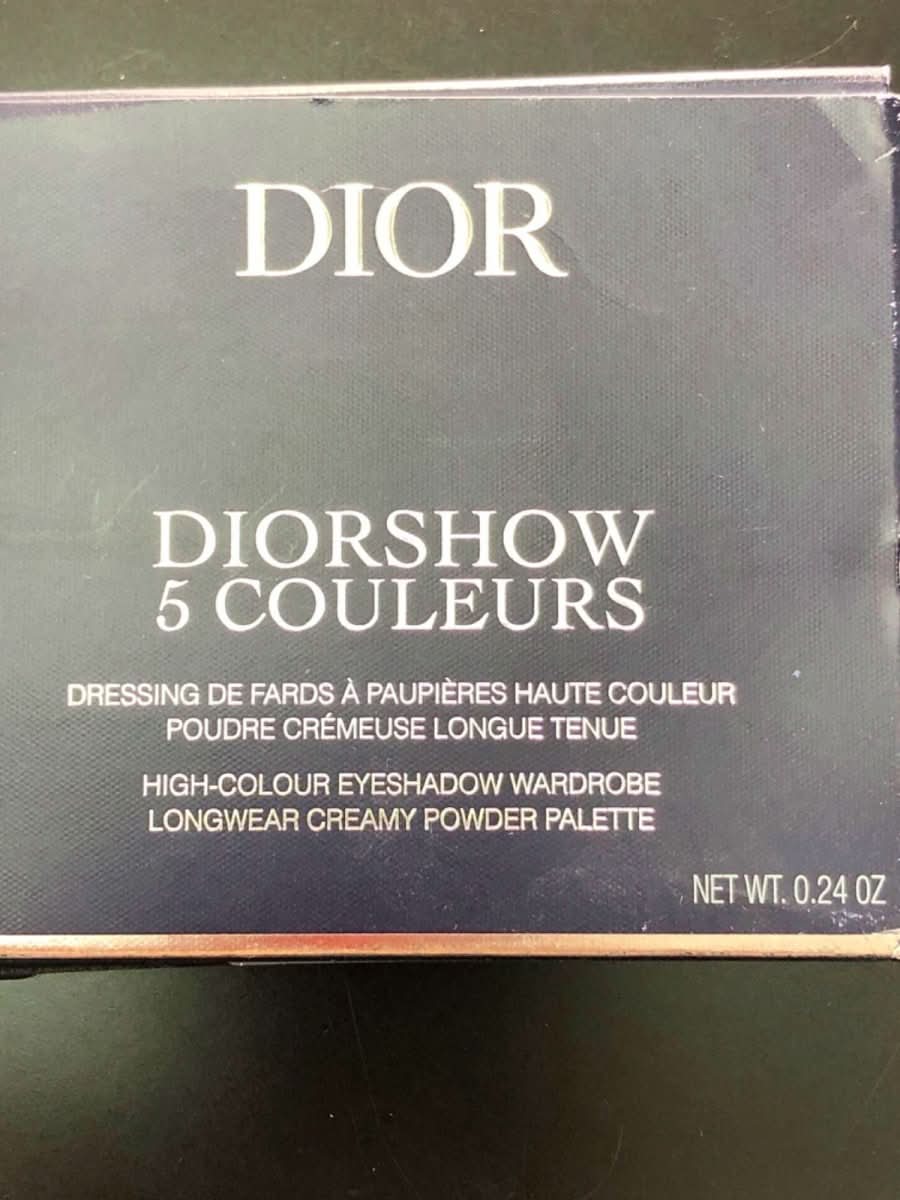 DIOR
DIORSHOW
5 COULEURS
DRESSING DE FARDS À PAUPIÈRES HAUTE COULEUR
POUDRE CRÉMEUSE LONGUE TENUE
HIGH-COLOUR EYESHADOW WARDROBE
LONGWEAR CREAMY POWDER PALETTE
NET WT. 0.24 OZ